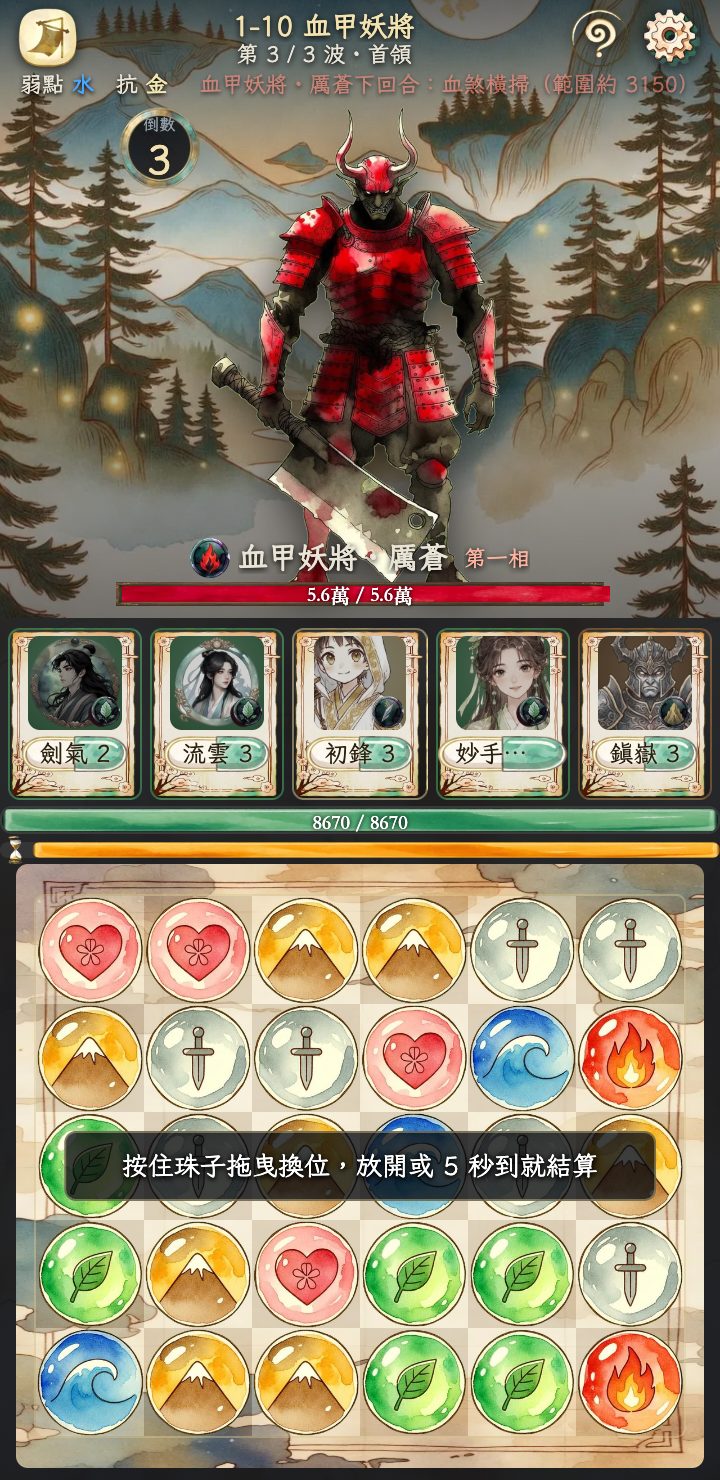 1-10 血甲妖將
第 3 / 3 波・首領
弱點 水 抗 金
血甲妖將・厲蒼下回合：血煞橫掃（範圍約 3150）
倒數
3
血甲妖將・厲蒼 第一相
5.6萬 / 5.6萬
劍氣 2
流雲 3
初鋒 3
妙手⋯
鎮嶽 3
8670 / 8670
按住珠子拖曳換位，放開或 5 秒到就結算